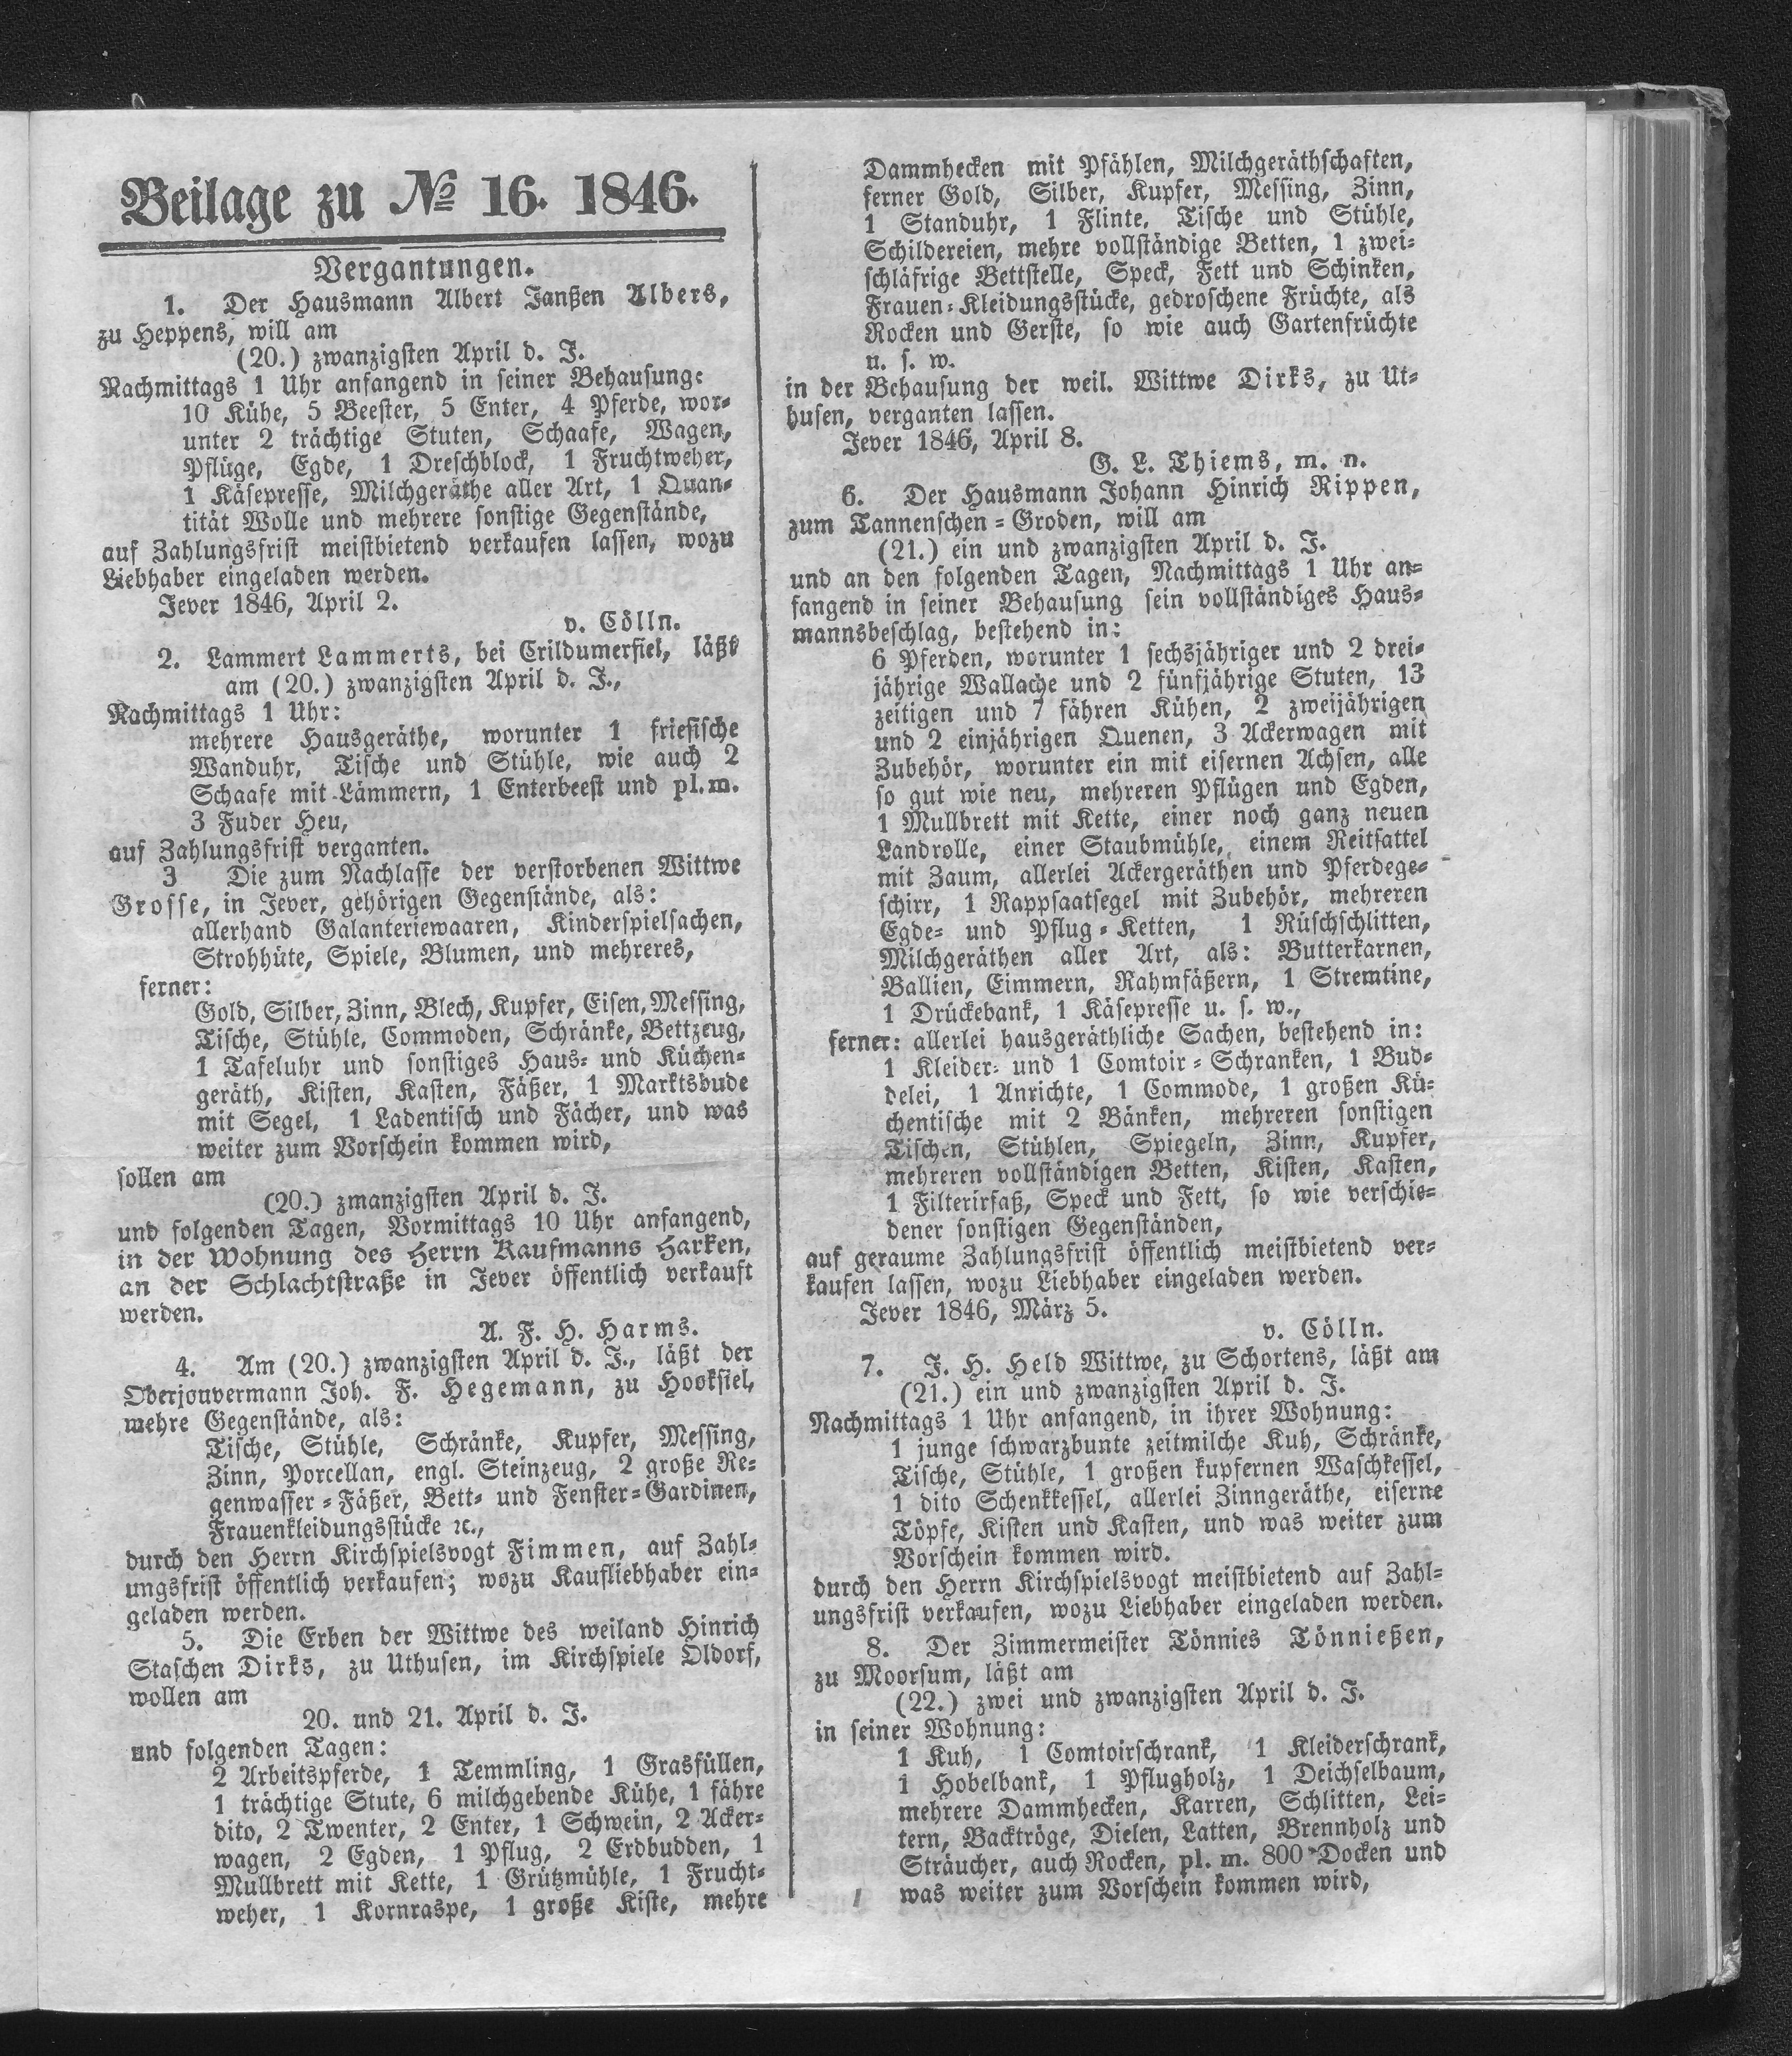 Beilage zu № 16. 1846.
Vergantungen.
1. Der Hausmann Albert Janßen Albers,
zu Heppens, will am
(20.) zwanzigsten April d. J.
Nachmittags 1 Uhr anfangend in seiner Behausung:
10 Kühe, 5 Beester, 5 Enter, 4 Pferde, wor-
unter 2 trächtige Stuten, Schaafe, Wagen,
Pflüge, Egde, 1 Dreschblock, 1 Fruchtweher,
1 Käsepresse, Milchgeräthe aller Art, 1 Quan-
tität Wolle und mehrere sonstige Gegenstände,
auf Zahlungsfrist meistbietend verkaufen lassen, wozu
Liebhaber eingeladen werden.
Jever 1846, April 2.
v. Cölln.
2. Lammert Lammerts, bei Crildumersiel, läßt
am (20.) zwanzigsten April d. J.,
Nachmittags 1 Uhr:
mehrere Hausgeräthe, worunter 1 friesische
Wanduhr, Tische und Stühle, wie auch 2
Schaafe mit Lämmern, 1 Enterbeest und pl. m.
3 Fuder Heu,
auf Zahlungsfrist verganten.
3 Die zum Nachlasse der verstorbenen Wittwe
Grosse, in Jever, gehörigen Gegenstände, als:
allerhand Galanteriewaaren, Kinderspielsachen,
Strohhüte, Spiele, Blumen, und mehreres,
ferner:
Gold, Silber, Zinn, Blech, Kupfer, Eisen, Messing,
Tische, Stühle, Commoden, Schränke, Bettzeug,
1 Tafeluhr und sonstiges Haus- und Küchen-
geräth, Kisten, Kasten, Fäßer, 1 Marktsbude
mit Segel, 1 Ladentisch und Fächer, und was
weiter zum Vorschein kommen wird,
sollen am
(20.) zmanzigsten April d. J.
und folgenden Tagen, Vormittags 10 Uhr anfangend,
in der Wohnung des Herrn Kaufmanns Harken,
an der Schlachtstraße in Jever öffentlich verkauft
werden.
A. F. H. Harms.
4. Am (20.) zwanzigsten April d. J., läßt der
Oberjouvermann Joh. F. Hegemann, zu Hooksiel,
mehre Gegenstände, als:
Tische, Stühle, Schränke, Kupfer, Messing,
Zinn, Porcellan, engl. Steinzeug, 2 große Re-
genwasser-Fäßer, Bett- und Fenster-Gardinen,
Frauenkleidungsstücke ꝛc.,
durch den Herrn Kirchspielsvogt Fimmen, auf Zahl-
ungsfrist öffentlich verkaufen; wozu Kaufliebhaber ein-
geladen werden.
5. Die Erben der Wittwe des weiland Hinrich
Staschen Dirks, zu Uthusen, im Kirchspiele Oldorf,
wollen am
20. und 21. April d. J.
und folgenden Tagen:
2 Arbeitspferde, 1 Temmling, 1 Grasfüllen,
1 trächtige Stute, 6 milchgebende Kühe, 1 fähre
dito, 2 Twenter, 2 Enter, 1 Schwein, 2 Acker-
wagen, 2 Egden, 1 Pflug, 2 Erdbudden, 1
Mullbrett mit Kette, 1 Grützmühle, 1 Frucht-
weher, 1 Kornraspe, 1 große Kiste, mehre
Dammhecken mit Pfählen, Milchgeräthschaften,
ferner Gold, Silber, Kupfer, Messing, Zinn,
1 Standuhr, 1 Flinte, Tische und Stühle,
Schildereien, mehre vollständige Betten, 1 zwei-
schläfrige Bettstelle, Speck, Fett und Schinken,
Frauen-Kleidungsstücke, gedroschene Früchte, als
Rocken und Gerste, so wie auch Gartenfrüchte
u. s. w.
in der Behausung der weil. Wittwe Dirks, zu Ut-
husen, verganten lassen.
Jever 1846, April 8.
G. L. Thiems, m. n.
6. Der Hausmann Johann Hinrich Rippen,
zum Tannenschen-Groden, will am
(21.) ein und zwanzigsten April d. J.
und an den folgenden Tagen, Nachmittags 1 Uhr an-
fangend in seiner Behausung sein vollständiges Haus-
mannsbeschlag, bestehend in:
6 Pferden, worunter 1 sechsjähriger und 2 drei-
jährige Wallache und 2 fünfjährige Stuten, 13
zeitigen und 7 fähren Kühen, 2 zweijährigen
und 2 einjährigen Quenen, 3 Ackerwagen mit
Zubehör, worunter ein mit eisernen Achsen, alle
so gut wie neu, mehreren Pflügen und Egden,
1 Mullbrett mit Kette, einer noch ganz neuen
Landrolle, einer Staubmühle, einem Reitsattel
mit Zaum, allerlei Ackergeräthen und Pferdege-
schirr, 1 Rappsaatsegel mit Zubehör, mehreren
Egde- und Pflug-Ketten, 1 Rüschschlitten,
Milchgeräthen aller Art, als: Butterkarnen,
Ballien, Eimmern, Rahmfäßern, 1 Stremtine,
1 Drückebank, 1 Käsepresse u. s. w.,
ferner: allerlei hausgeräthliche Sachen, bestehend in:
1 Kleider- und 1 Comtoir-Schranken, 1 Bud-
delei, 1 Anrichte, 1 Commode, 1 großen Kü-
chentische mit 2 Bänken, mehreren sonstigen
Tischen, Stühlen, Spiegeln, Zinn, Kupfer,
mehreren vollständigen Betten, Kisten, Kasten,
1 Filterirfaß, Speck und Fett, so wie verschie-
dener sonstigen Gegenständen,
auf geraume Zahlungsfrist öffentlich meistbietend ver-
kaufen lassen, wozu Liebhaber eingeladen werden.
Jever 1846, März 5.
v. Cölln.
7. J. H. Held Wittwe, zu Schortens, läßt am
(21.) ein und zwanzigsten April d. J.
Nachmittags 1 Uhr anfangend, in ihrer Wohnung:
1 junge schwarzbunte zeitmilche Kuh, Schränke,
Tische, Stühle, 1 großen kupfernen Waschkessel,
1 dito Schenkkessel, allerlei Zinngeräthe, eiserne
Töpfe, Kisten und Kasten, und was weiter zum
Vorschein kommen wird.
durch den Herrn Kirchspielsvogt meistbietend auf Zahl-
ungsfrist verkaufen, wozu Liebhaber eingeladen werden.
8. Der Zimmermeister Tönnies Tönnießen,
zu Moorsum, läßt am
(22.) zwei und zwanzigsten April d. J.
in seiner Wohnung:
1 Kuh, 1 Comtoirschrank, 1 Kleiderschrank,
1 Hobelbank, 1 Pflugholz, 1 Deichselbaum,
mehrere Dammhecken, Karren, Schlitten, Lei-
tern, Backtröge, Dielen, Latten, Brennholz und
Sträucher, auch Rocken, pl. m. 800 Docken und
was weiter zum Vorschein kommen wird,